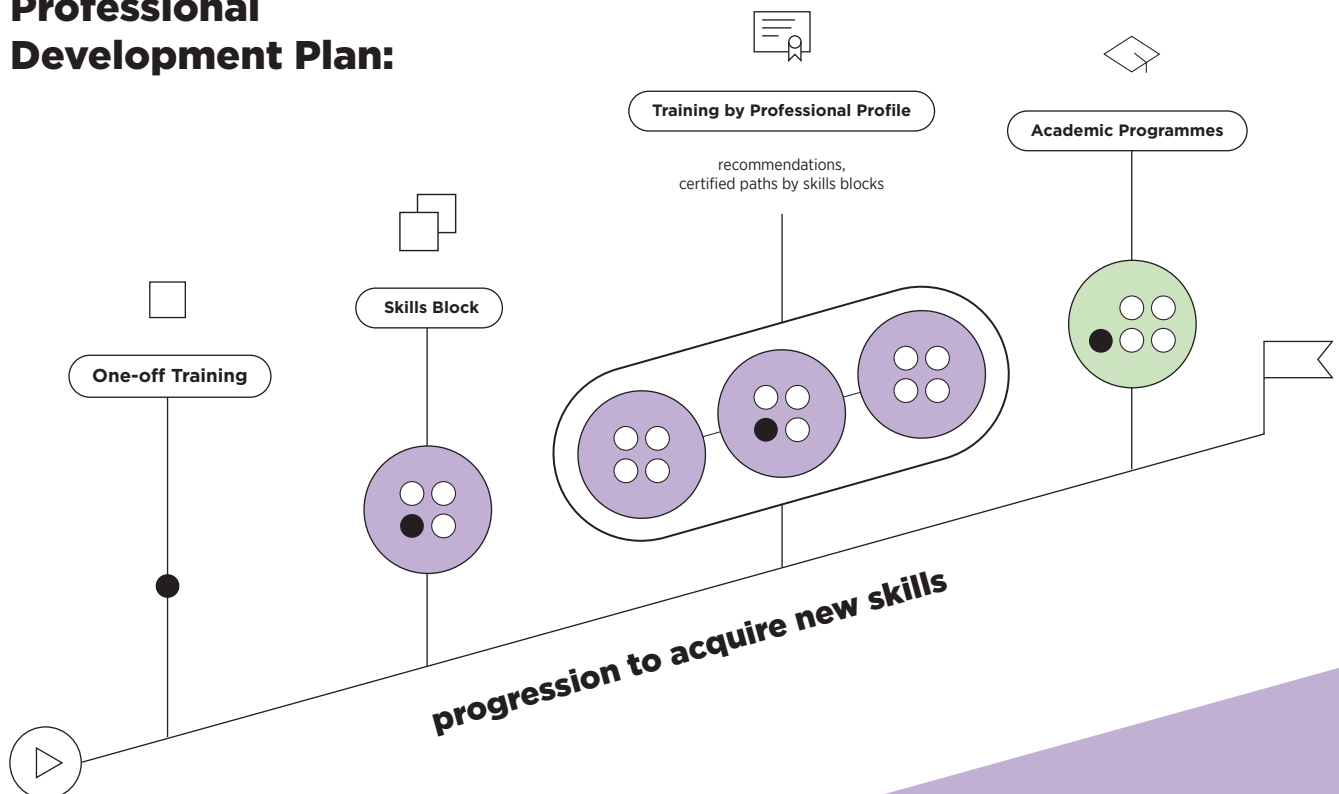 Professional
Development Plan:
Training by Professional Profile
recommendations,
certified paths by skills blocks
Academic Programmes
Skills Block
One-off Training
progression to acquire new skills